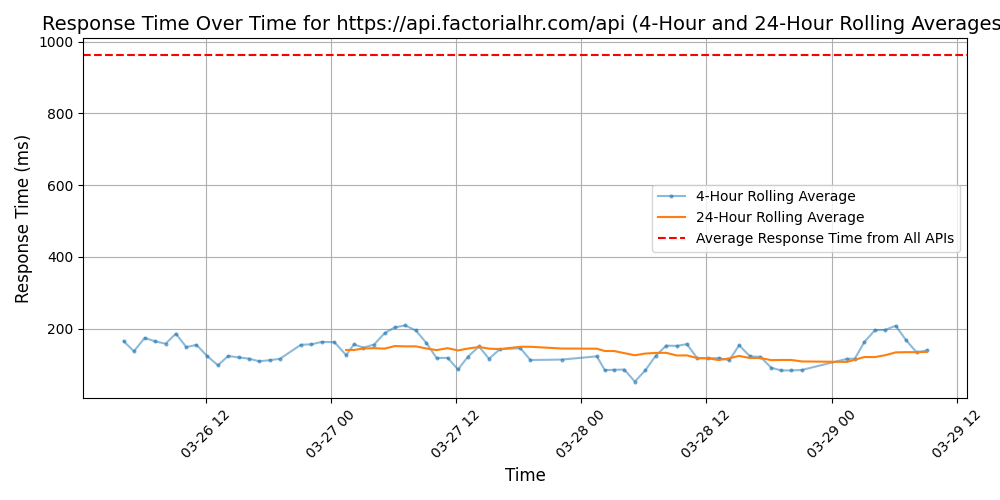 Response Time Over Time for https://api.factorialhr.com/api (4-Hour and 24-Hour Rolling Averages
Response Time (ms)
1000
800
600
400
200
4-Hour Rolling Average
24-Hour Rolling Average
Average Response Time from All APIs
03-26 12
03-27 00
03-27 12
03-28 00
03-28 12
03-29 00
03-29 12
Time